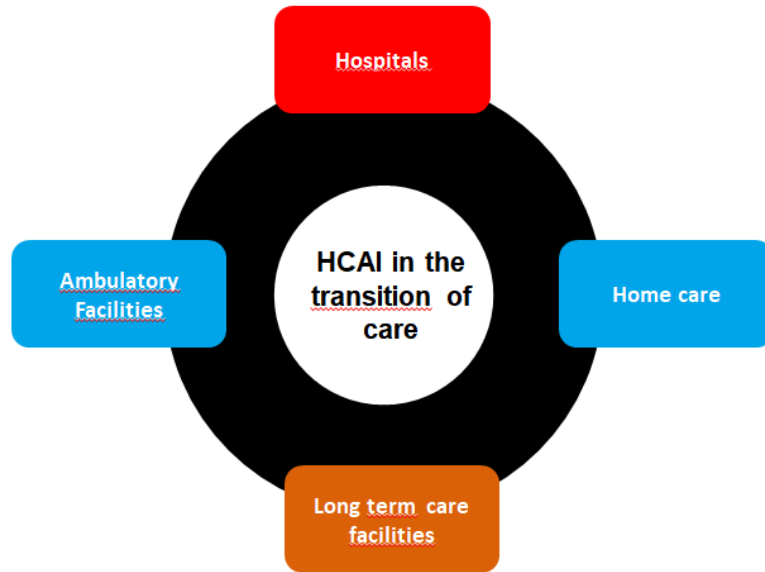 Hospitals
Ambulatory
Facilities
HCAI in the
transition of
care
Home care
Long term care
facilities